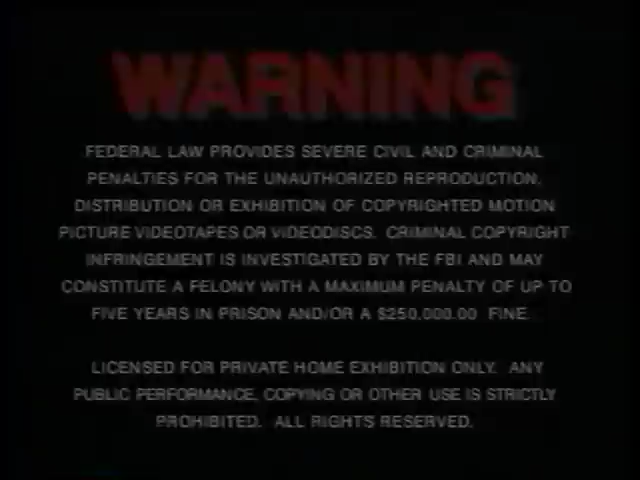 WARNING
FEDERAL LAW PROVIDES SEVERE CIVIL AND CRIMINAL
PENALTIES FOR THE UNAUTHORIZED REPRODUCTION,
DISTRIBUTION OR EXHIBITION OF COPYRIGHTED MOTION
PICTURE VIDEOTAPES OR VIDEODISCS. CRIMINAL COPYRIGHT
INFRINGEMENT IS INVESTIGATED BY THE FBI AND MAY
CONSTITUTE A FELONY WITH A MAXIMUM PENALTY OF UP TO
FIVE YEARS IN PRISON AND/OR A $250,000.00 FINE.
LICENSED FOR PRIVATE HOME EXHIBITION ONLY. ANY
PUBLIC PERFORMANCE, COPYING OR OTHER USE IS STRICTLY
PROHIBITED. ALL RIGHTS RESERVED.